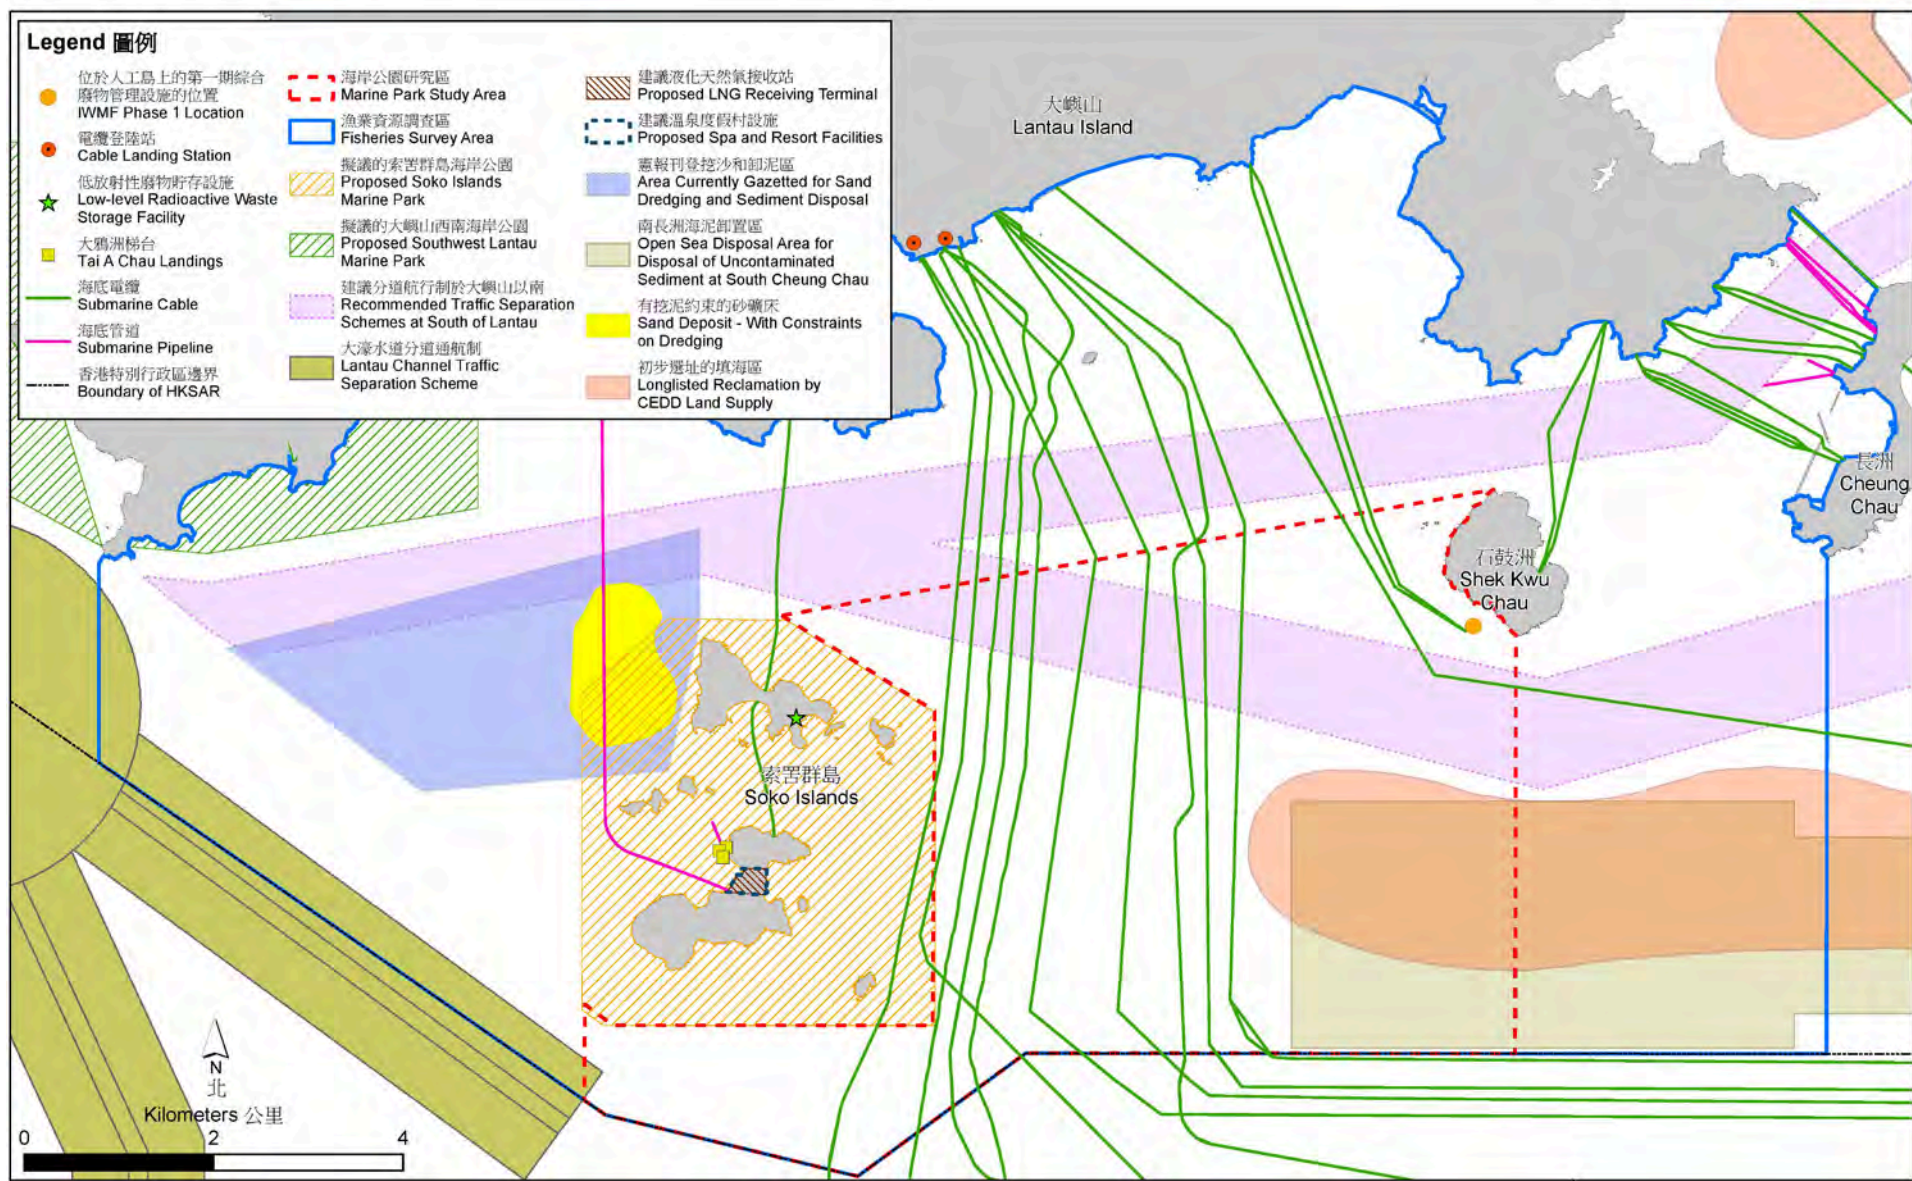 Legend 圖例
位於人工島上的第一期綜合
廢物管理設施的位置
IWMF Phase 1 Location
電纜登陸站
Cable Landing Station
低放射性廢物貯存設施
Low-level Radioactive Waste
Storage Facility
大鴉洲梯台
Tai A Chau Landings
海底電纜
Submarine Cable
海底管道
Submarine Pipeline
香港特別行政區邊界
Boundary of HKSAR
海岸公園研究區
Marine Park Study Area
漁業資源調查區
Fisheries Survey Area
擬議的索罟群島海岸公園
Proposed Soko Islands
Marine Park
擬議的大嶼山西南海岸公園
Proposed Southwest Lantau
Marine Park
建議分道航行制於大嶼山以南
Recommended Traffic Separation
Schemes at South of Lantau
大濠水道分道通航制
Lantau Channel Traffic
Separation Scheme
建議液化天然氣接收站
Proposed LNG Receiving Terminal
建議溫泉度假村設施
Proposed Spa and Resort Facilities
憲報刊登挖沙和卸泥區
Area Currently Gazetted for Sand
Dredging and Sediment Disposal
南長洲海泥卸置區
Open Sea Disposal Area for
Disposal of Uncontaminated
Sediment at South Cheung Chau
有挖泥約束的砂礦床
Sand Deposit - With Constraints
on Dredging
初步選址的填海區
Longlisted Reclamation by
CEDD Land Supply
大嶼山
Lantau Island
長洲
Cheung
Chau
石鼓洲
Shek Kwu
Chau
索罟群島
Soko Islands
N
北
Kilometers 公里
0 2 4